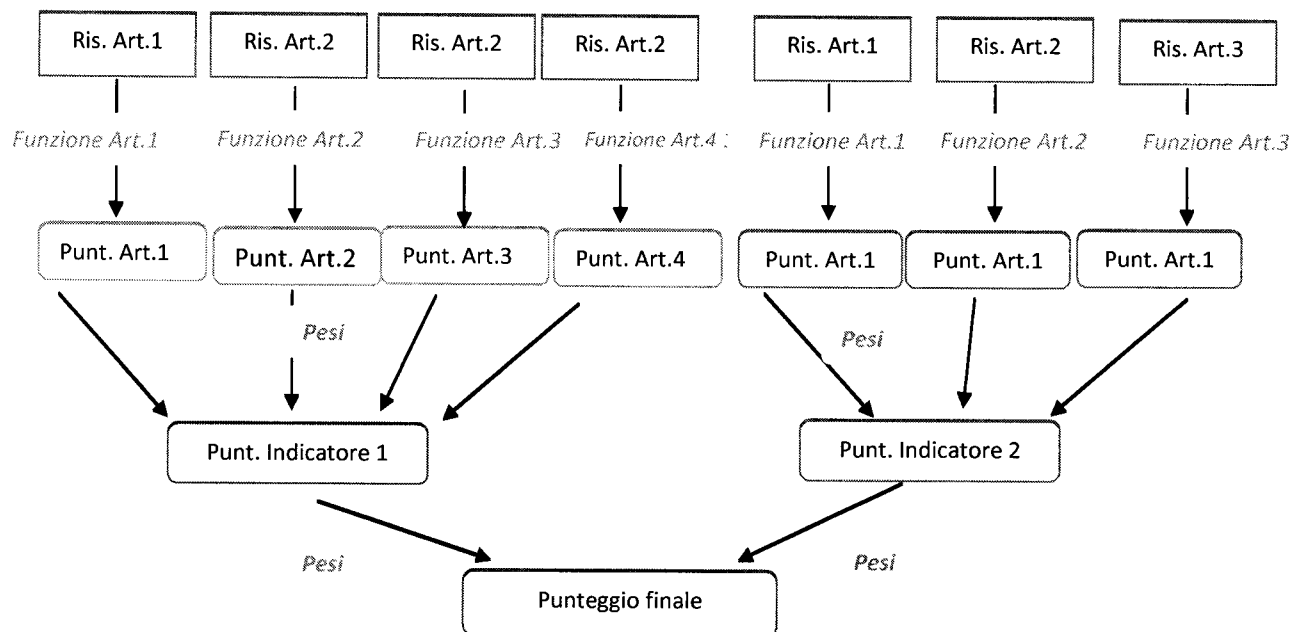 Ris. Art.1 Ris. Art.2 Ris. Art.2 Ris. Art.2 Ris. Art.1 Ris. Art.2 Ris. Art.3
Funzione Art.1 Funzione Art.2 Funzione Art.3 Funzione Art.4 : Funzione Art.1 Funzione Art.2 Funzione Art.3
Punt. Art.1 Punt. Art.2 Punt. Art.3 Punt. Art.4 Punt. Art.1 Punt. Art.1 Punt. Art.1
Pesi Pesi
Punt. Indicatore 1 Punt. Indicatore 2
Pesi Pesi
Punteggio finale